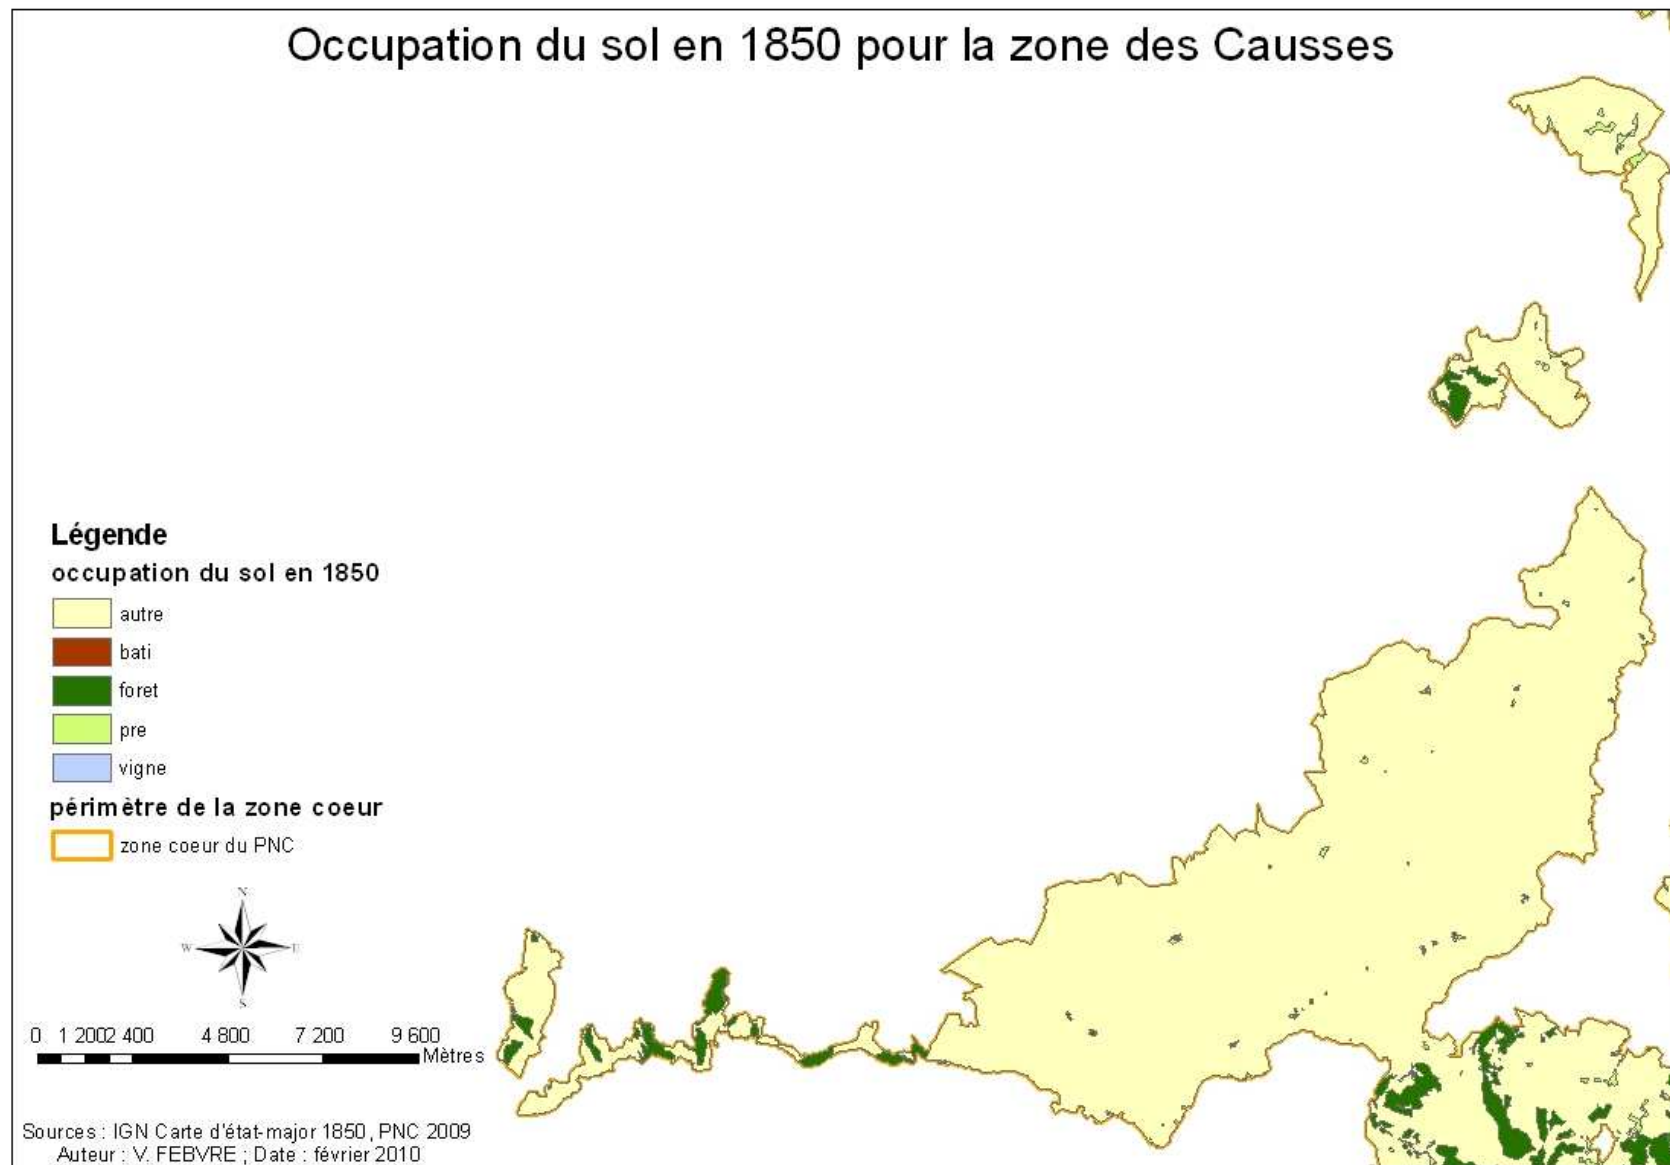 Occupation du sol en 1850 pour la zone des Causses
Légende
occupation du sol en 1850
autre
bati
foret
pre
vigne
périmètre de la zone coeur
zone coeur du PNC
N
W E
S
0 1 2002 400 4 800 7 200 9 600
Mètres
Sources : IGN Carte d'état-major 1850, PNC 2009
Auteur : V. FEBVRE ; Date : février 2010